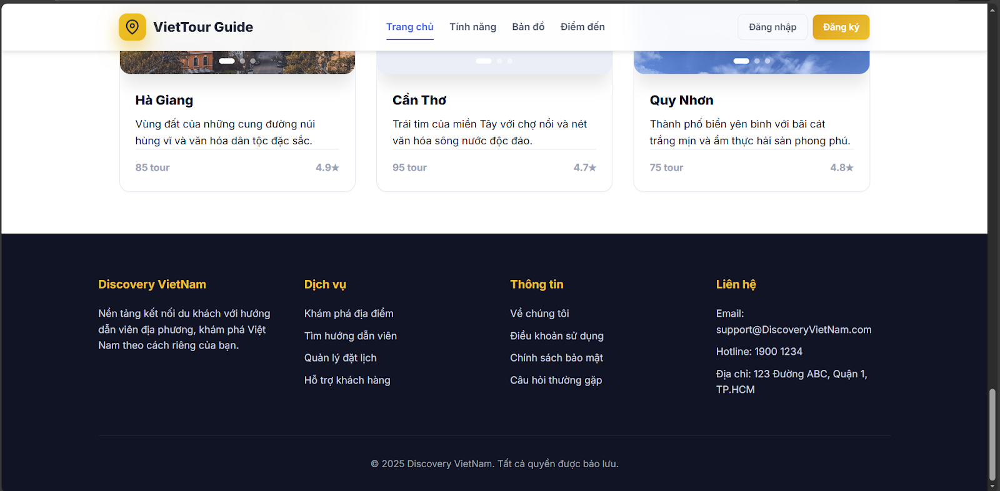 VietTour Guide
Trang chủ
Tính năng
Bản đồ
Điểm đến
Đăng nhập
Đăng ký
Hà Giang
Vùng đất của những cung đường núi
hùng vĩ và văn hóa dân tộc đặc sắc.
85 tour
4.9★
Cần Thơ
Trái tim của miền Tây với chợ nổi và nét
văn hóa sông nước độc đáo.
95 tour
4.7★
Quy Nhơn
Thành phố biển yên bình với bãi cát
trắng mịn và ẩm thực hải sản phong phú.
75 tour
4.8★
Discovery VietNam
Nền tảng kết nối du khách với hướng
dẫn viên địa phương, khám phá Việt
Nam theo cách riêng của bạn.
Dịch vụ
Khám phá địa điểm
Tìm hướng dẫn viên
Quản lý đặt lịch
Hỗ trợ khách hàng
Thông tin
Về chúng tôi
Điều khoản sử dụng
Chính sách bảo mật
Câu hỏi thường gặp
Liên hệ
Email:
support@DiscoveryVietNam.com
Hotline: 1900 1234
Địa chỉ: 123 Đường ABC, Quận 1,
TP.HCM
© 2025 Discovery VietNam. Tất cả quyền được bảo lưu.